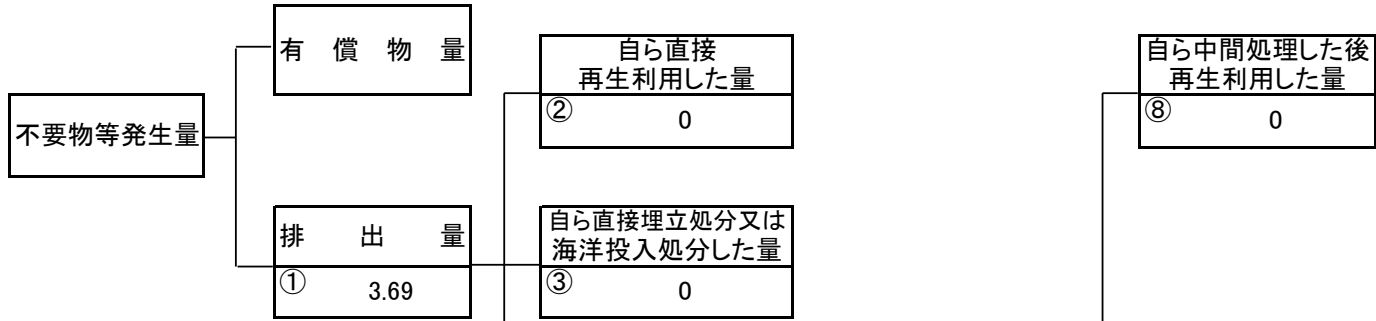 不要物等発生量
有償物量
排出量
① 3.69
自ら直接
再生利用した量
② 0
自ら直接埋立処分又は
海洋投入処分した量
③ 0
自ら中間処理した後
再生利用した量
⑧ 0